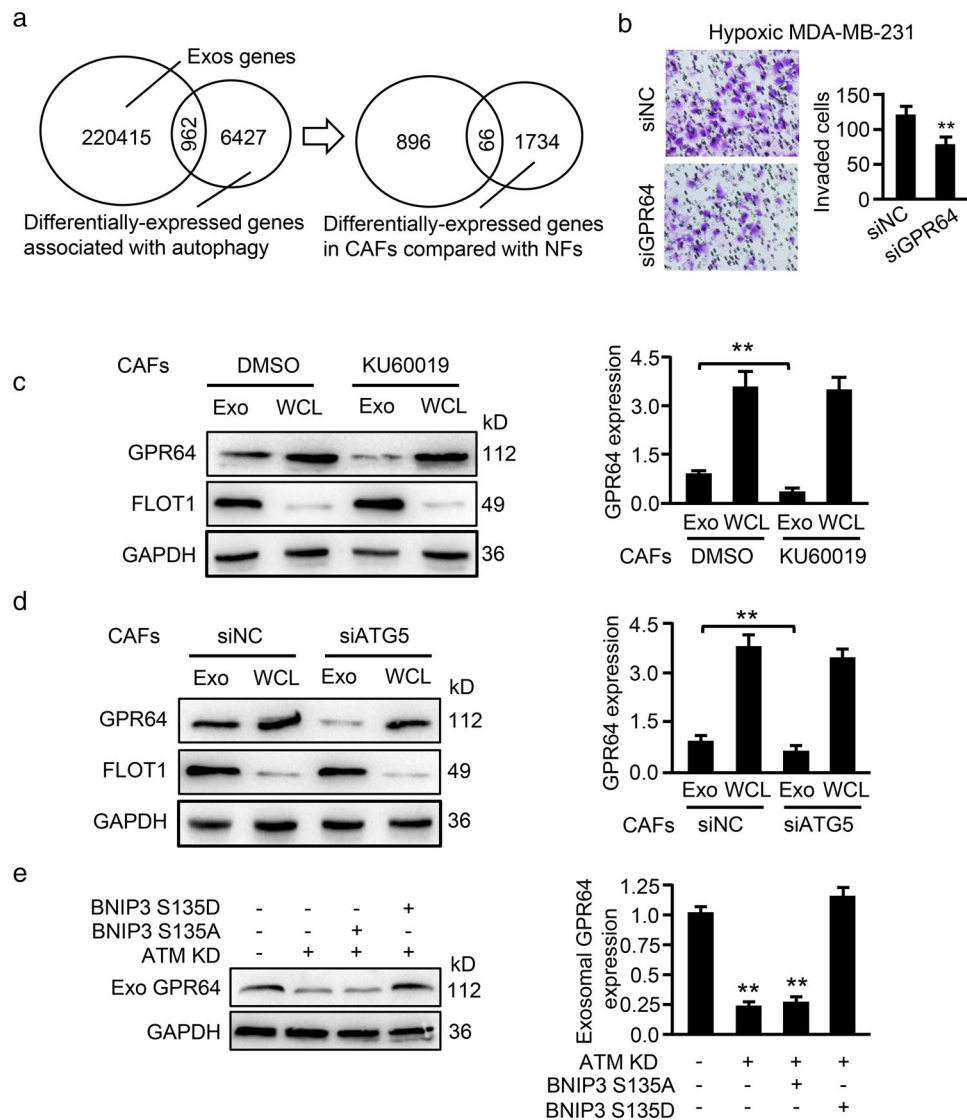 a
Exos genes
220415
962
6427
896
66
1734
Differentially-expressed genes
associated with autophagy
Differentially-expressed genes
in CAFs compared with NFs
b
Hypoxic MDA-MB-231
siNC
siGPR64
Invaded cells
150
100
50
0
**
siNC
siGPR64
c
CAFs
DMSO KU60019
Exo WCL Exo WCL
kD
GPR64 112
FLOT1 49
GAPDH 36
GPR64 expression
4.5
3.0
1.5
0.0
**
Exo WCL Exo WCL
CAFs DMSO KU60019
d
CAFs siNC siATG5
Exo WCL Exo WCL
kD
GPR64 112
FLOT1 49
GAPDH 36
GPR64 expression
4.5
3.0
1.5
0.0
**
Exo WCL Exo WCL
CAFs siNC siATG5
e
BNIP3 S135D - - - +
BNIP3 S135A - - + -
ATM KD - + + +
kD
Exo GPR64 112
GAPDH 36
Exosomal GPR64
expression
1.25
1.0
0.75
0.50
0.25
0.0
** **
ATM KD - + + +
BNIP3 S135A - - + -
BNIP3 S135D - - - +